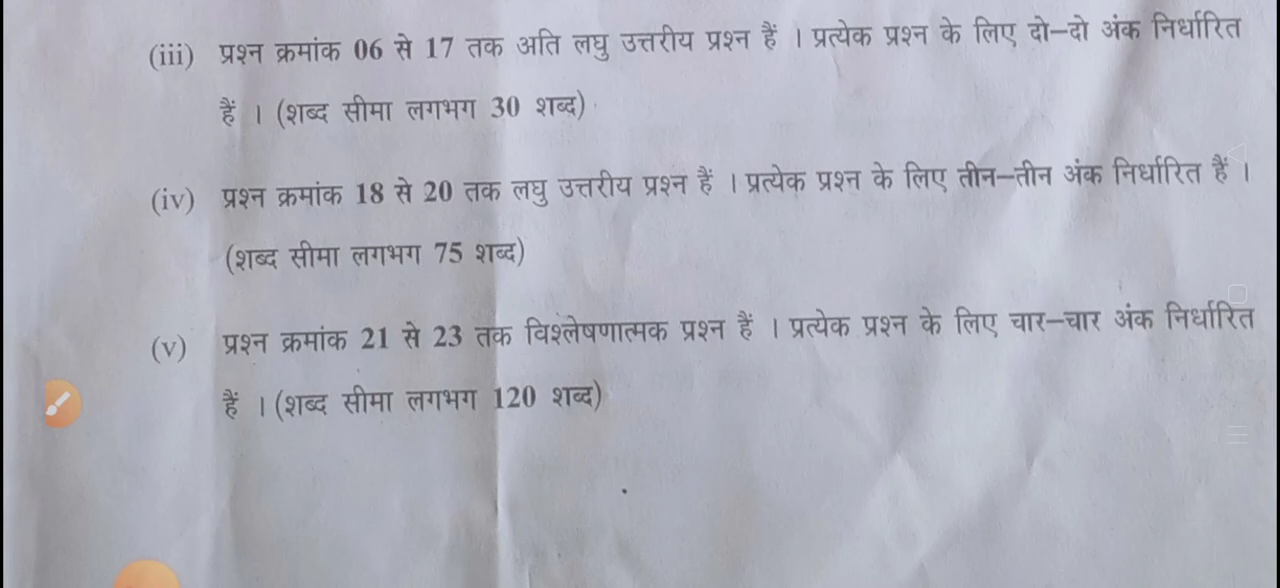 (iii) प्रश्न क्रमांक 06 से 17 तक अति लघु उत्तरीय प्रश्न हैं । प्रत्येक प्रश्न के लिए दो–दो अंक निर्धारित
हैं । (शब्द सीमा लगभग 30 शब्द)
(iv) प्रश्न क्रमांक 18 से 20 तक लघु उत्तरीय प्रश्न हैं । प्रत्येक प्रश्न के लिए तीन–तीन अंक निर्धारित हैं ।
(शब्द सीमा लगभग 75 शब्द)
(v) प्रश्न क्रमांक 21 से 23 तक विश्लेषणात्मक प्रश्न हैं । प्रत्येक प्रश्न के लिए चार–चार अंक निर्धारित
हैं । (शब्द सीमा लगभग 120 शब्द)